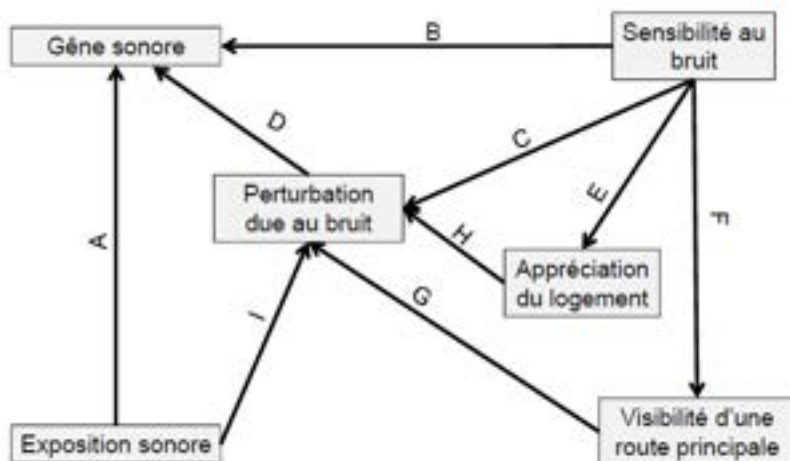 B
Gêne sonore
Sensibilité au
bruit
D
C
E
F
Perturbation
due au bruit
H
A
Appréciation
du logement
G
I
Exposition sonore
Visibilité d'une
route principale